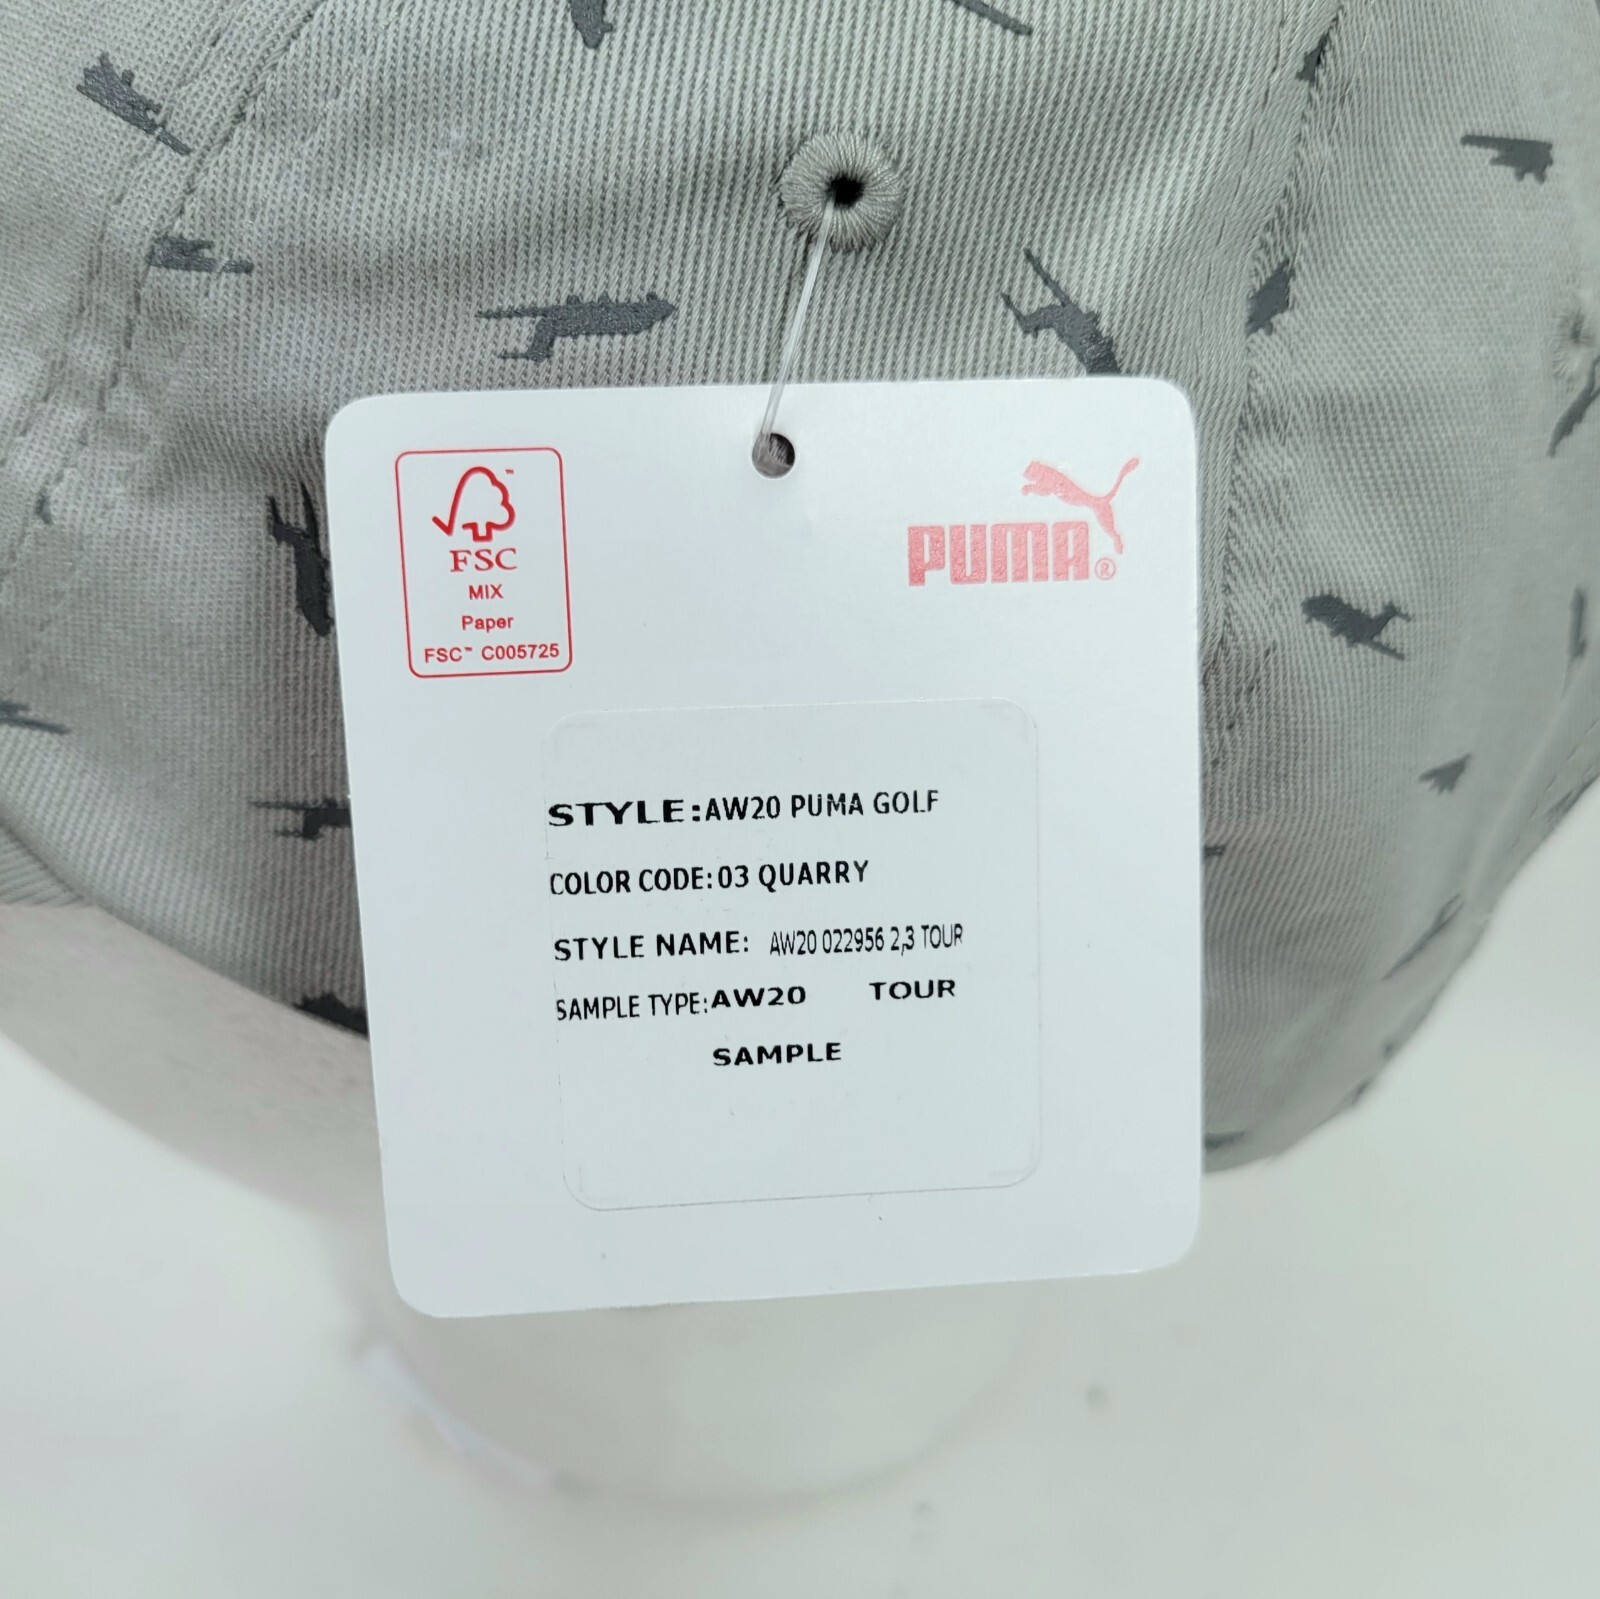 FSC
MIX
Paper
FSC™ C005725
PUMA®
STYLE:AW20 PUMA GOLF
COLOR CODE:03 QUARRY
STYLE NAME: AW20 022956 2,3 TOUR
SAMPLE TYPE:AW20 TOUR
SAMPLE